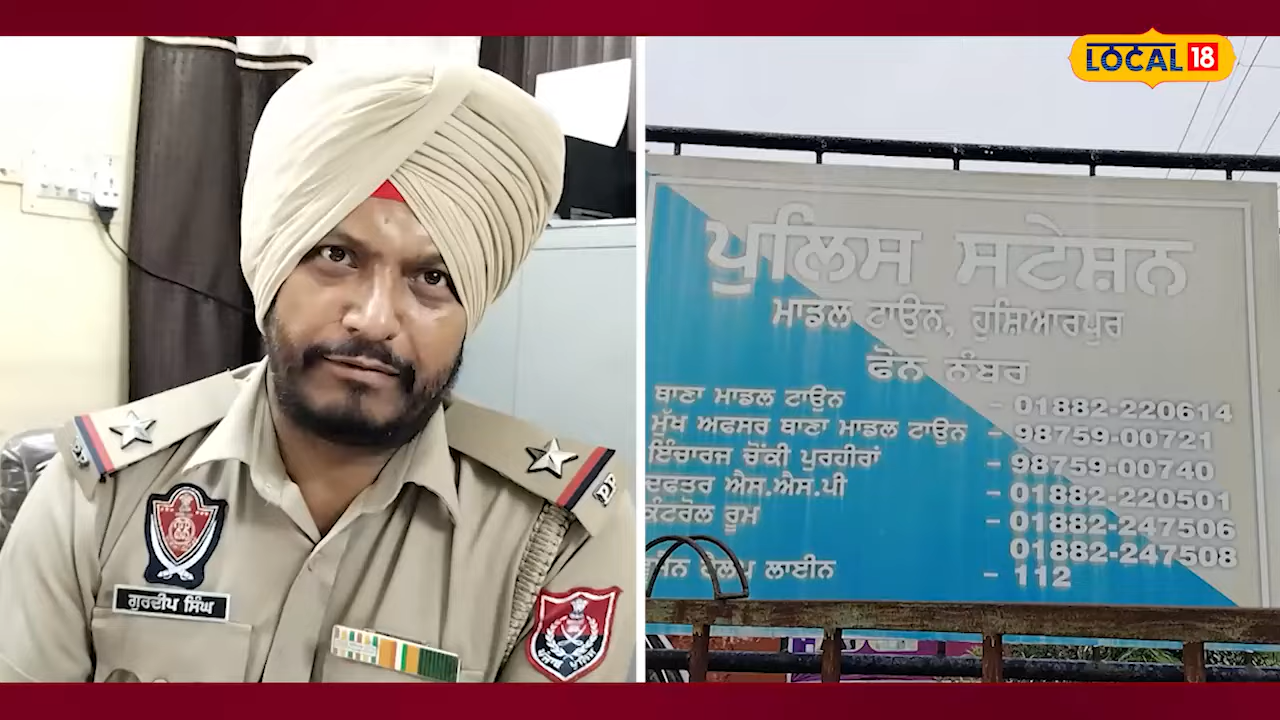 LOCAL 18
ਗੁਰਦੀਪ ਸਿੰਘ
ਪੰਜਾਬ ਪੁਲਿਸ
PP
ਪੁਲਿਸ ਸਟੇਸ਼ਨ
ਮਾਡਲ ਟਾਊਨ, ਹੁਸ਼ਿਆਰਪੁਰ
ਫੋਨ ਨੰਬਰ
ਥਾਣਾ ਮਾਡਲ ਟਾਊਨ - 01882-220614
ਮੁੱਖ ਅਫਸਰ ਥਾਣਾ ਮਾਡਲ ਟਾਊਨ - 98759-00721
ਇੰਚਾਰਜ ਚੌਂਕੀ ਪੁਰਹੀਰਾਂ - 98759-00740
ਦਫਤਰ ਐਸ.ਐਸ.ਪੀ - 01882-220501
ਕੰਟਰੋਲ ਰੂਮ - 01882-247506
01882-247508
ਲਾਈਨ - 112